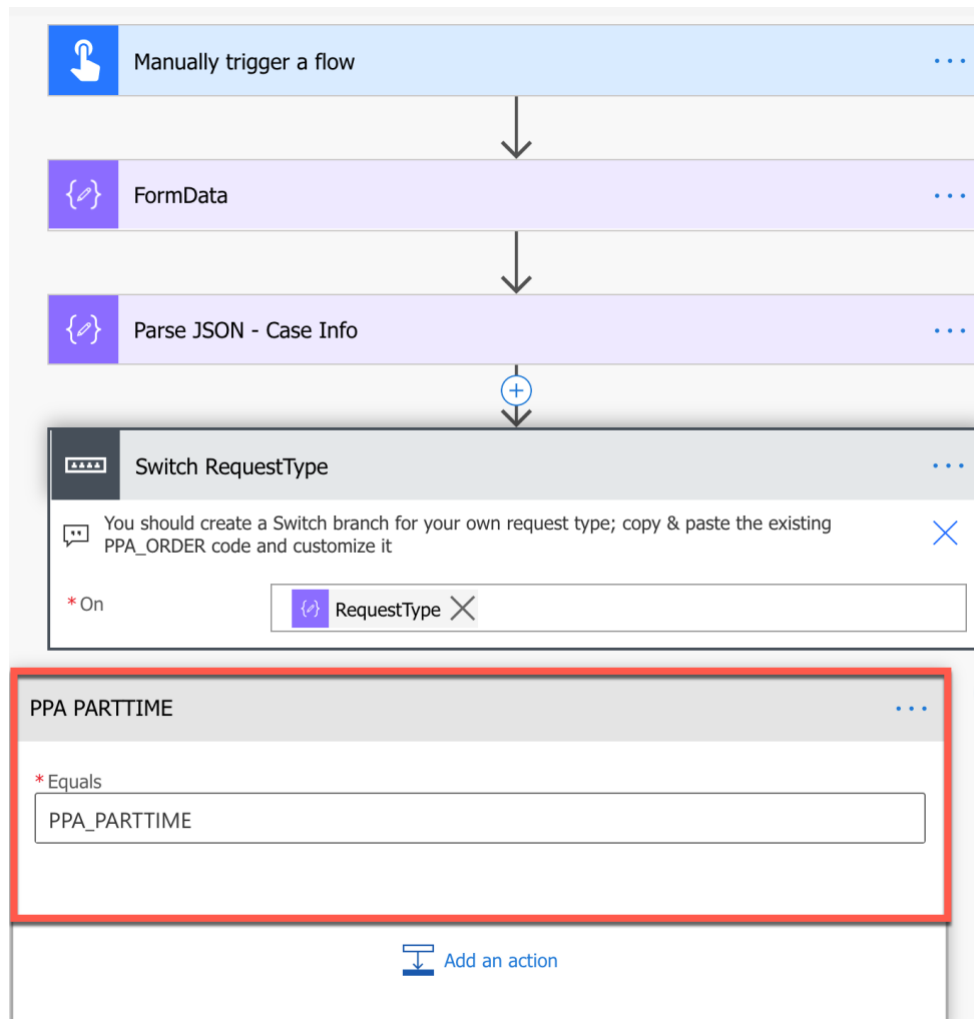 Manually trigger a flow
FormData
Parse JSON - Case Info
Switch RequestType
You should create a Switch branch for your own request type; copy & paste the existing
PPA_ORDER code and customize it
* On
RequestType
PPA PARTTIME
* Equals
PPA_PARTTIME
Add an action